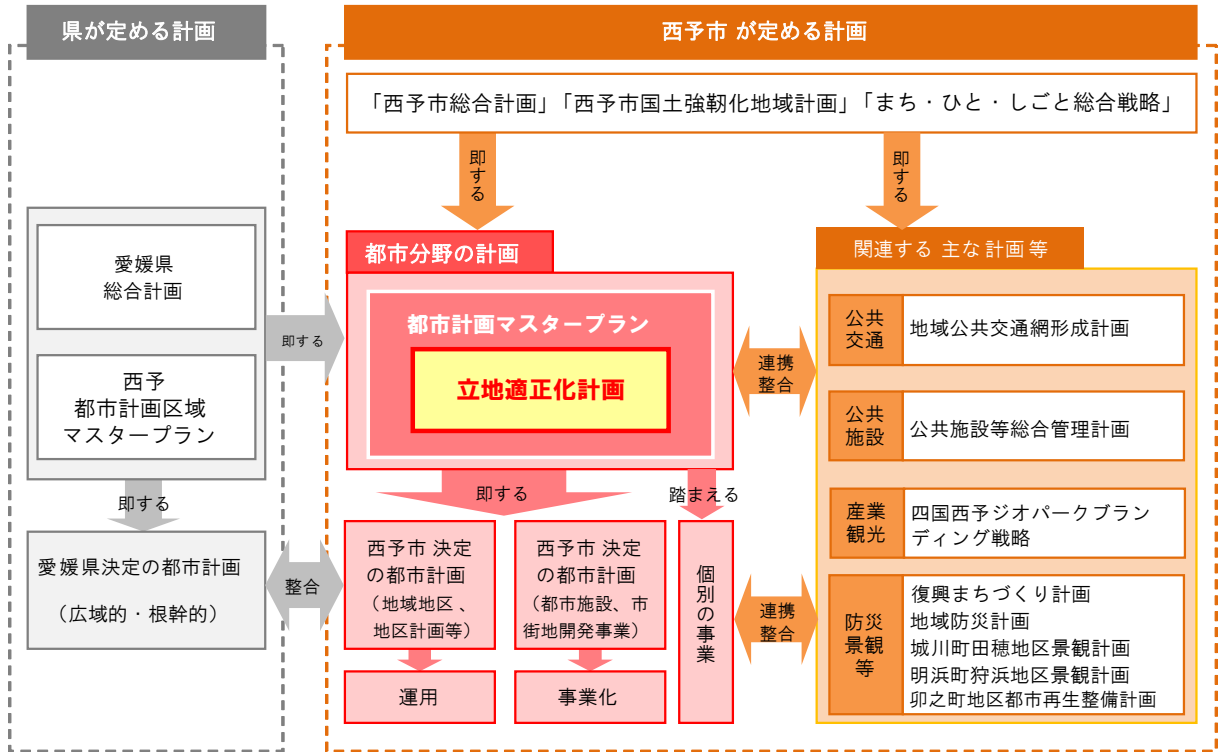 県が定める計画
西予市 が定める計画
「西予市総合計画」「西予市国土強靭化地域計画」「まち・ひと・しごと総合戦略」
即する
即する
愛媛県
総合計画
西予
都市計画区域
マスタープラン
即する
愛媛県決定の都市計画
（広域的・根幹的）
即する
整合
都市分野の計画
都市計画マスタープラン
立地適正化計画
即する
踏まえる
西予市 決定
の都市計画
（地域地区 、
地区計画等）
西予市 決定
の都市計画
（都市施設、市
街地開発事業）
個別の事業
運用
事業化
連携
整合
連携
整合
関連する 主な 計画 等
公共
交通
地域公共交通網形成計画
公共
施設
公共施設等総合管理計画
産業
観光
四国西予ジオパークブラン
ディング戦略
防災
景観
等
復興まちづくり計画
地域防災計画
城川町田穂地区景観計画
明浜町狩浜地区景観計画
卯之町地区都市再生整備計画